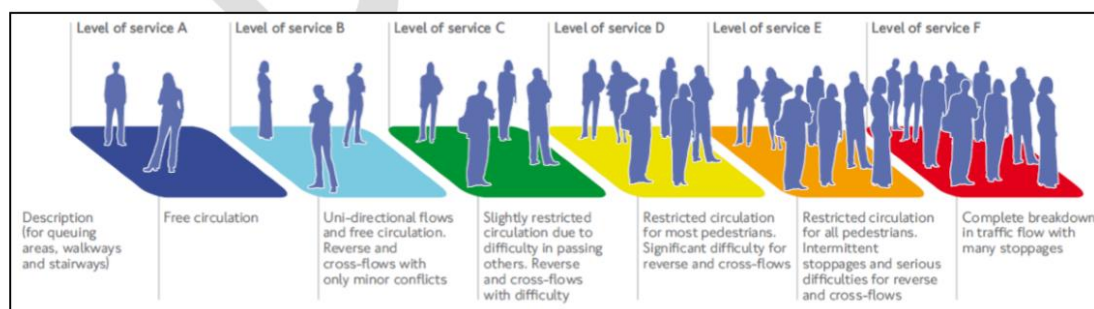 Level of service A
Level of service B
Level of service C
Level of service D
Level of service E
Level of service F
Description
(for queuing
areas, walkways
and stairways)
Free circulation
Uni-directional flows
and free circulation.
Reverse and
cross-flows with
only minor conflicts
Slightly restricted
circulation due to
difficulty in passing
others. Reverse
and cross-flows
with difficulty
Restricted circulation
for most pedestrians.
Significant difficulty for
reverse and cross-flows
Restricted circulation
for all pedestrians.
Intermittent
stoppages and serious
difficulties for reverse
and cross-flows
Complete breakdown
in traffic flow with
many stoppages